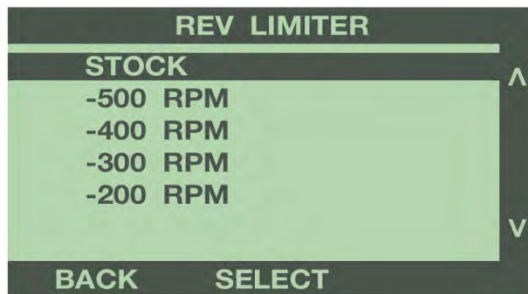 REV LIMITER
STOCK
-500 RPM
-400 RPM
-300 RPM
-200 RPM
BACK SELECT